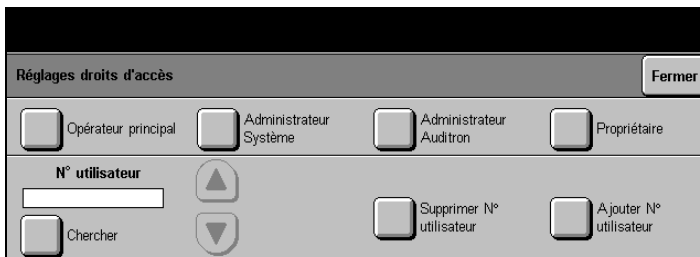 Réglages droits d'accès
Fermer
Opérateur principal
Administrateur
Système
Administrateur
Auditron
Propriétaire
N° utilisateur
Chercher
Supprimer N°
utilisateur
Ajouter N°
utilisateur